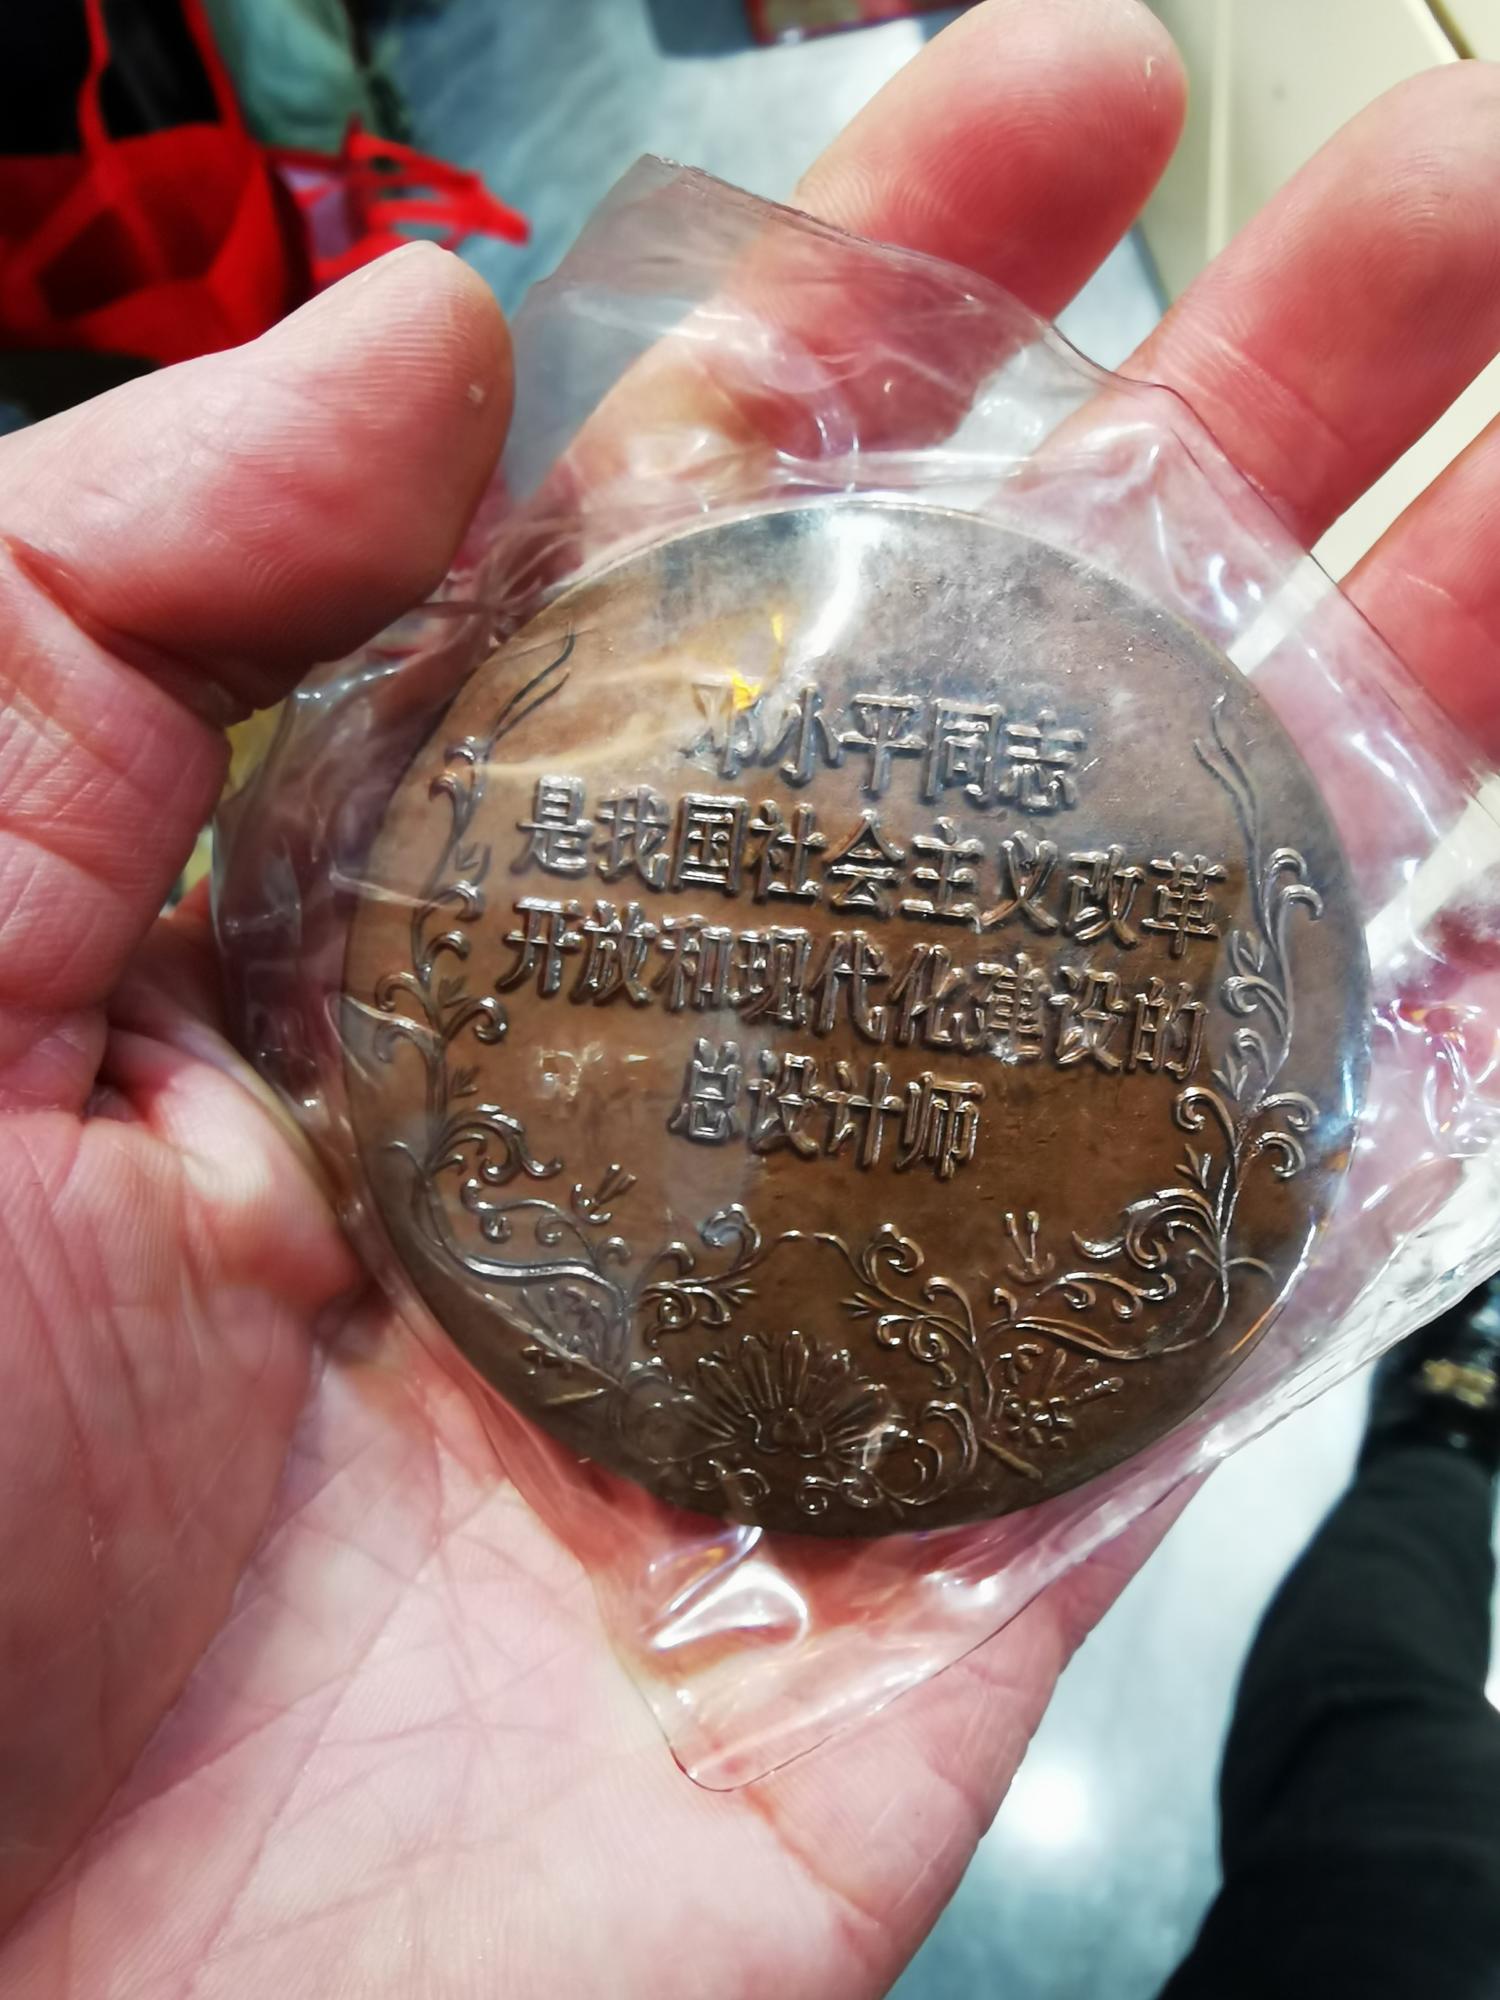 邓小平同志
是我国社会主义改革
开放和现代化建设的
总设计师